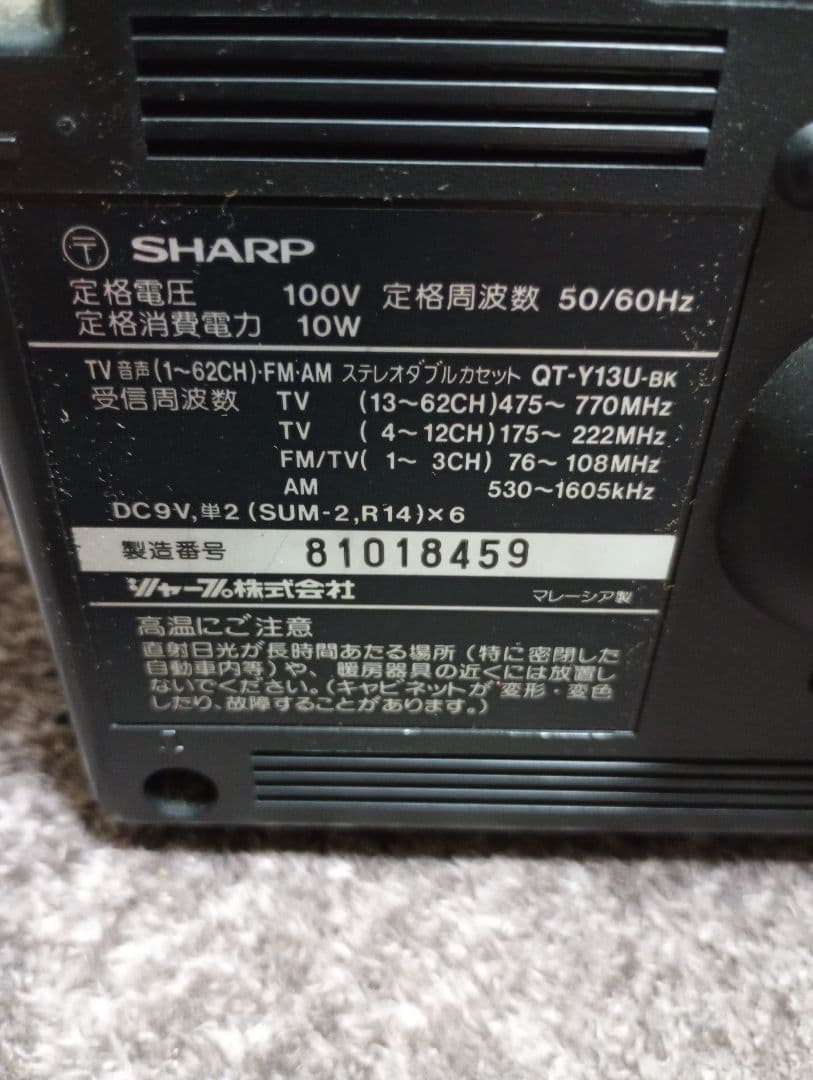 〒 SHARP
定格電圧 100V 定格周波数 50/60Hz
定格消費電力 10W
TV音声(1~62CH)・FM・AM ステレオダブルカセット QT-Y13U-BK
受信周波数 TV (13~62CH)475~770MHz
TV (4~12CH)175~222MHz
FM/TV(1~3CH) 76~108MHz
AM 530~1605kHz
DC9V,単2(SUM-2,R14)×6
製造番号 81018459
シャープ株式会社 マレーシア製
高温にご注意
直射日光が長時間あたる場所(特に密閉した
自動車内等)や、暖房器具の近くには放置し
ないでください。(キャビネットが変形・変色
したり、故障することがあります。)